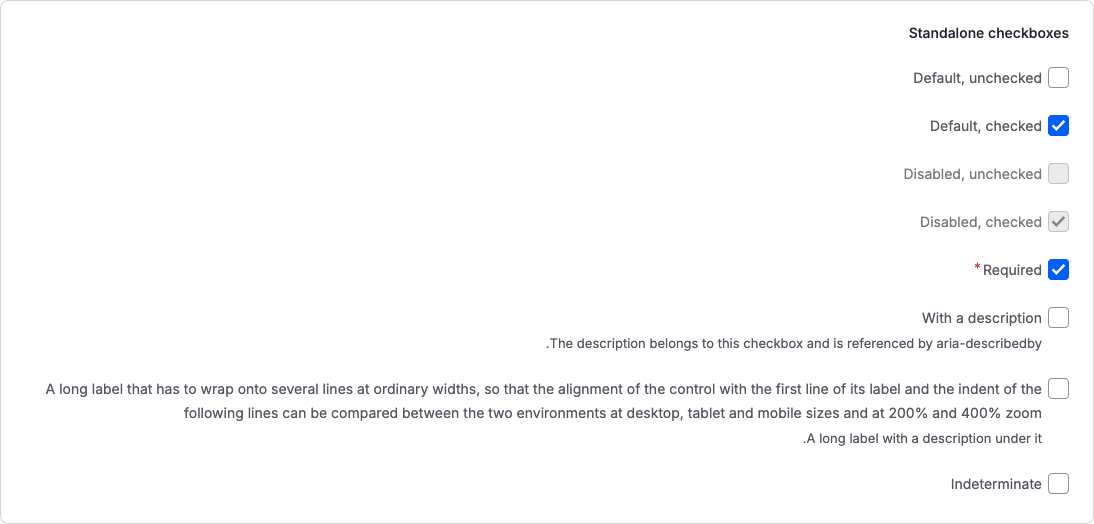 Standalone checkboxes
Default, unchecked
Default, checked
Disabled, unchecked
Disabled, checked
*Required
With a description
.The description belongs to this checkbox and is referenced by aria-describedby
A long label that has to wrap onto several lines at ordinary widths, so that the alignment of the control with the first line of its label and the indent of the
following lines can be compared between the two environments at desktop, tablet and mobile sizes and at 200% and 400% zoom
.A long label with a description under it
Indeterminate